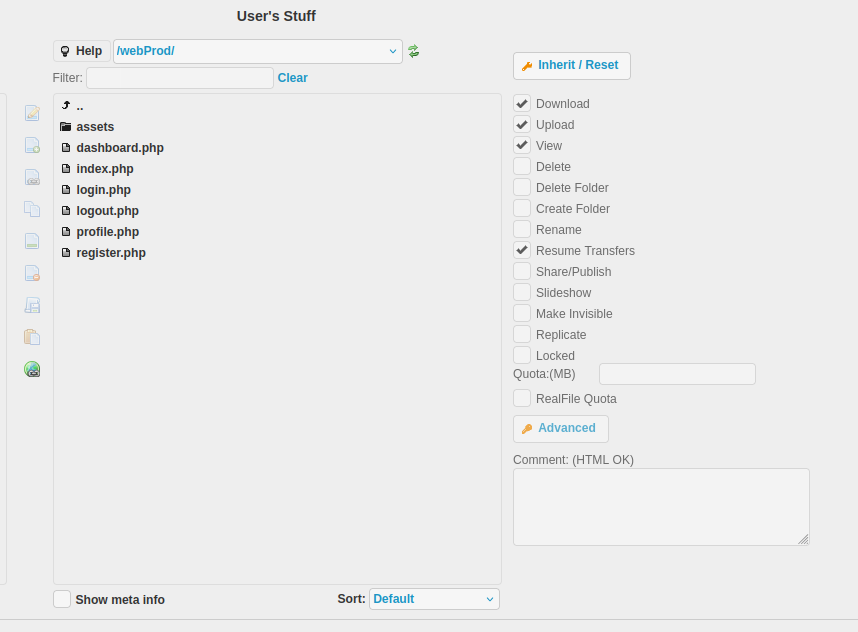 User's Stuff
Help
/webProd/
Filter:
Clear
..
assets
dashboard.php
index.php
login.php
logout.php
profile.php
register.php
Show meta info
Sort: Default
Inherit / Reset
Download
Upload
View
Delete
Delete Folder
Create Folder
Rename
Resume Transfers
Share/Publish
Slideshow
Make Invisible
Replicate
Locked
Quota:(MB)
RealFile Quota
Advanced
Comment: (HTML OK)